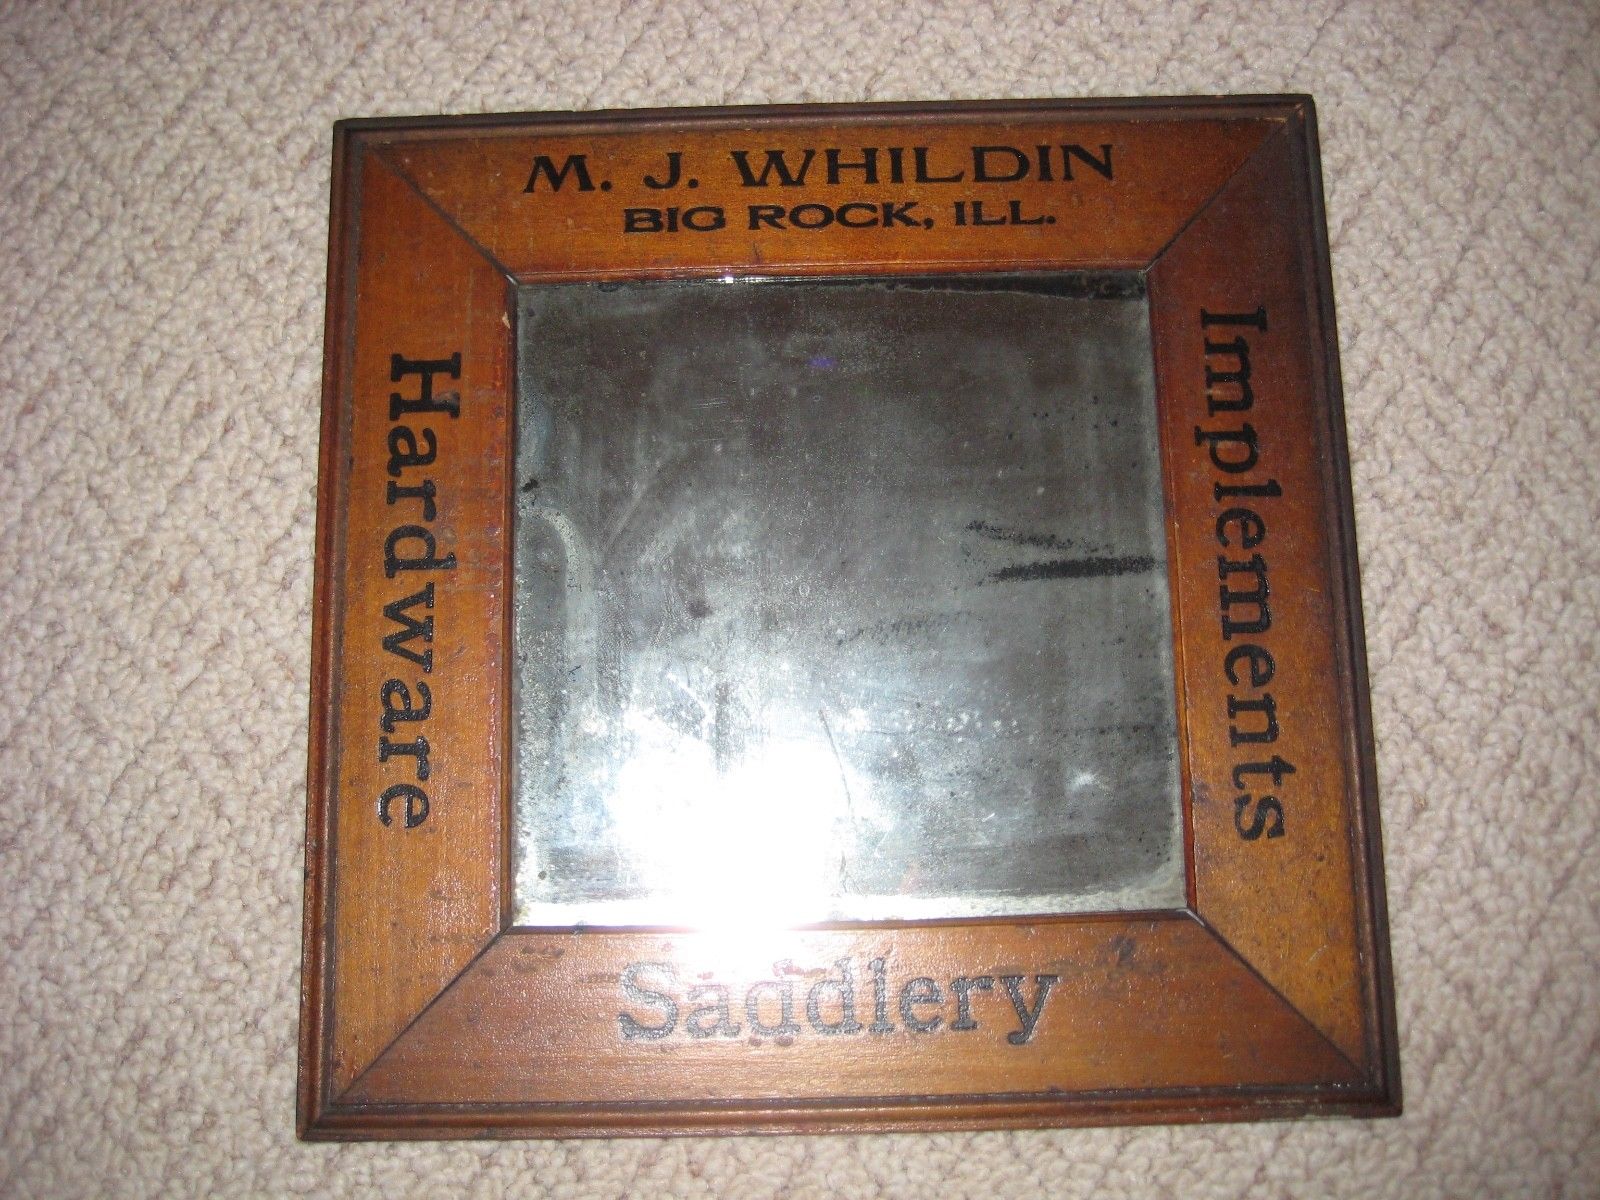 M. J. WHILDIN
BIG ROCK, ILL.
Hardware
Implements
Saddlery